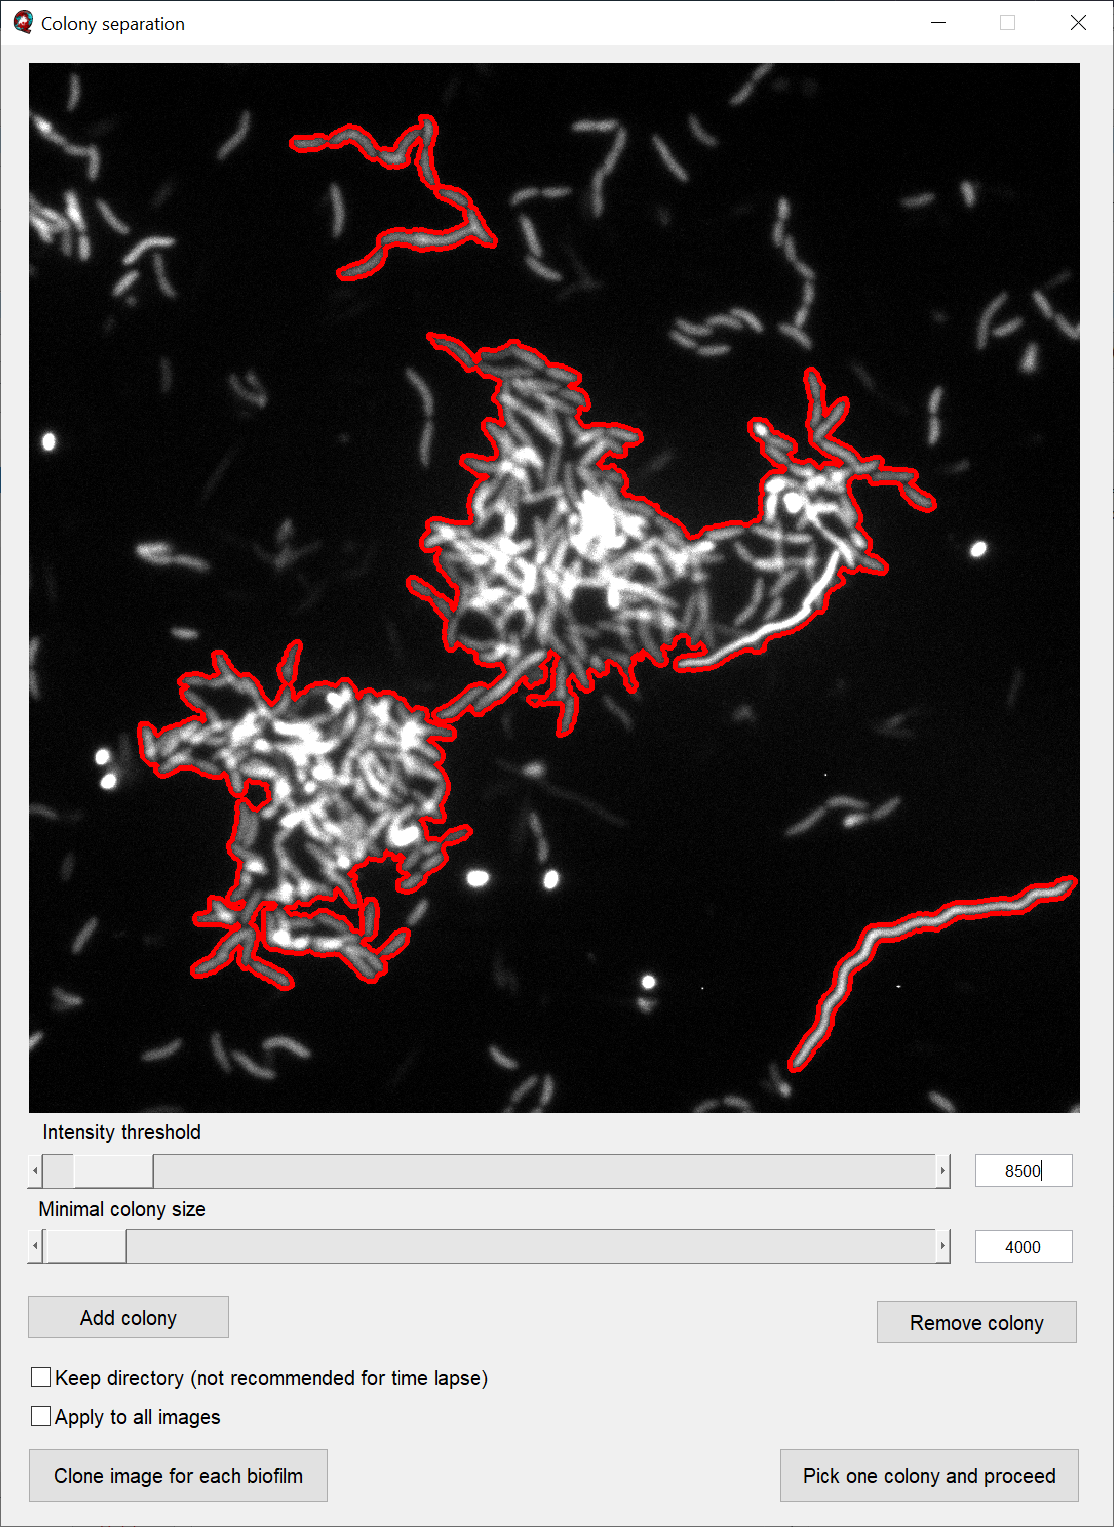 Colony separation
Intensity threshold
8500
Minimal colony size
4000
Add colony
Remove colony
Keep directory (not recommended for time lapse)
Apply to all images
Clone image for each biofilm
Pick one colony and proceed